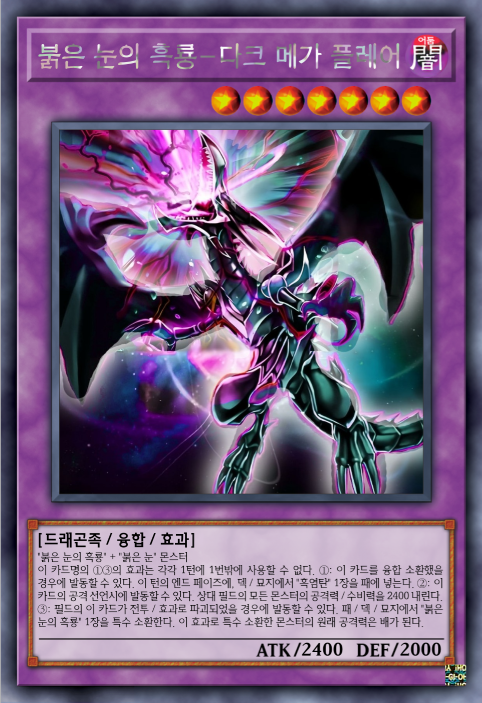 붉은 눈의 흑룡-다크 메가 플레어
어둠
闇
[드래곤족 / 융합 / 효과]
"붉은 눈의 흑룡" + "붉은 눈" 몬스터
이 카드명의 ①③의 효과는 각각 1턴에 1번밖에 사용할 수 없다. ①: 이 카드를 융합 소환했을
경우에 발동할 수 있다. 이 턴의 엔드 페이즈에, 덱 / 묘지에서 "흑염탄" 1장을 패에 넣는다. ②: 이
카드의 공격 선언시에 발동할 수 있다. 상대 필드의 모든 몬스터의 공격력 / 수비력을 2400 내린다.
③: 필드의 이 카드가 전투 / 효과로 파괴되었을 경우에 발동할 수 있다. 패 / 덱 / 묘지에서 "붉은
눈의 흑룡" 1장을 특수 소환한다. 이 효과로 특수 소환한 몬스터의 원래 공격력은 배가 된다.
ATK/2400 DEF/2000